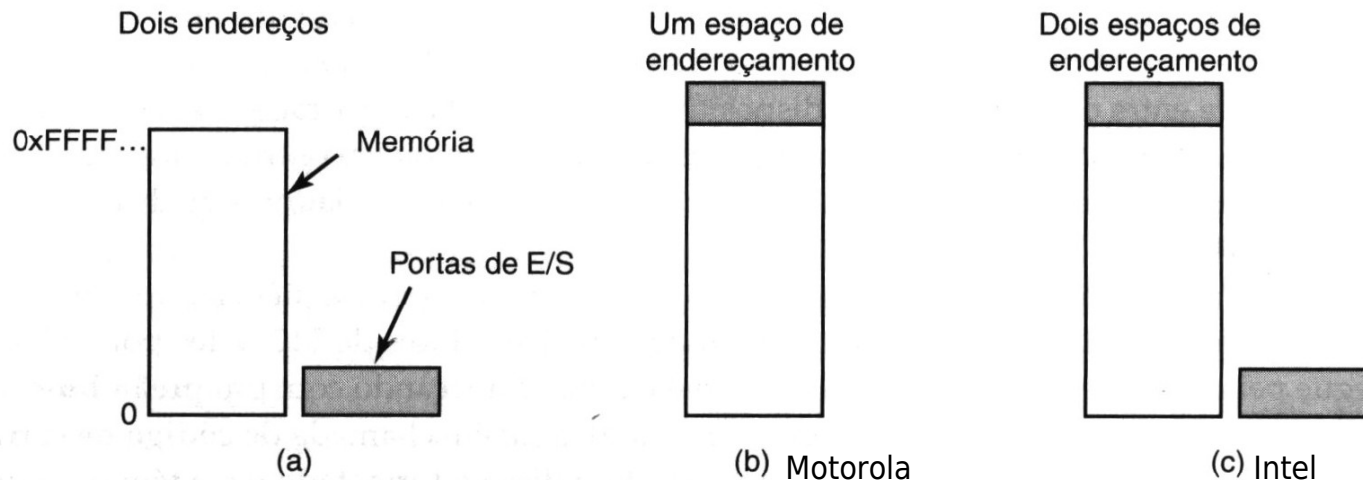 Dois endereços
Um espaço de
endereçamento
Dois espaços de
endereçamento
0xFFFF...
Memória
Portas de E/S
0
(a)
(b) Motorola
(c) Intel